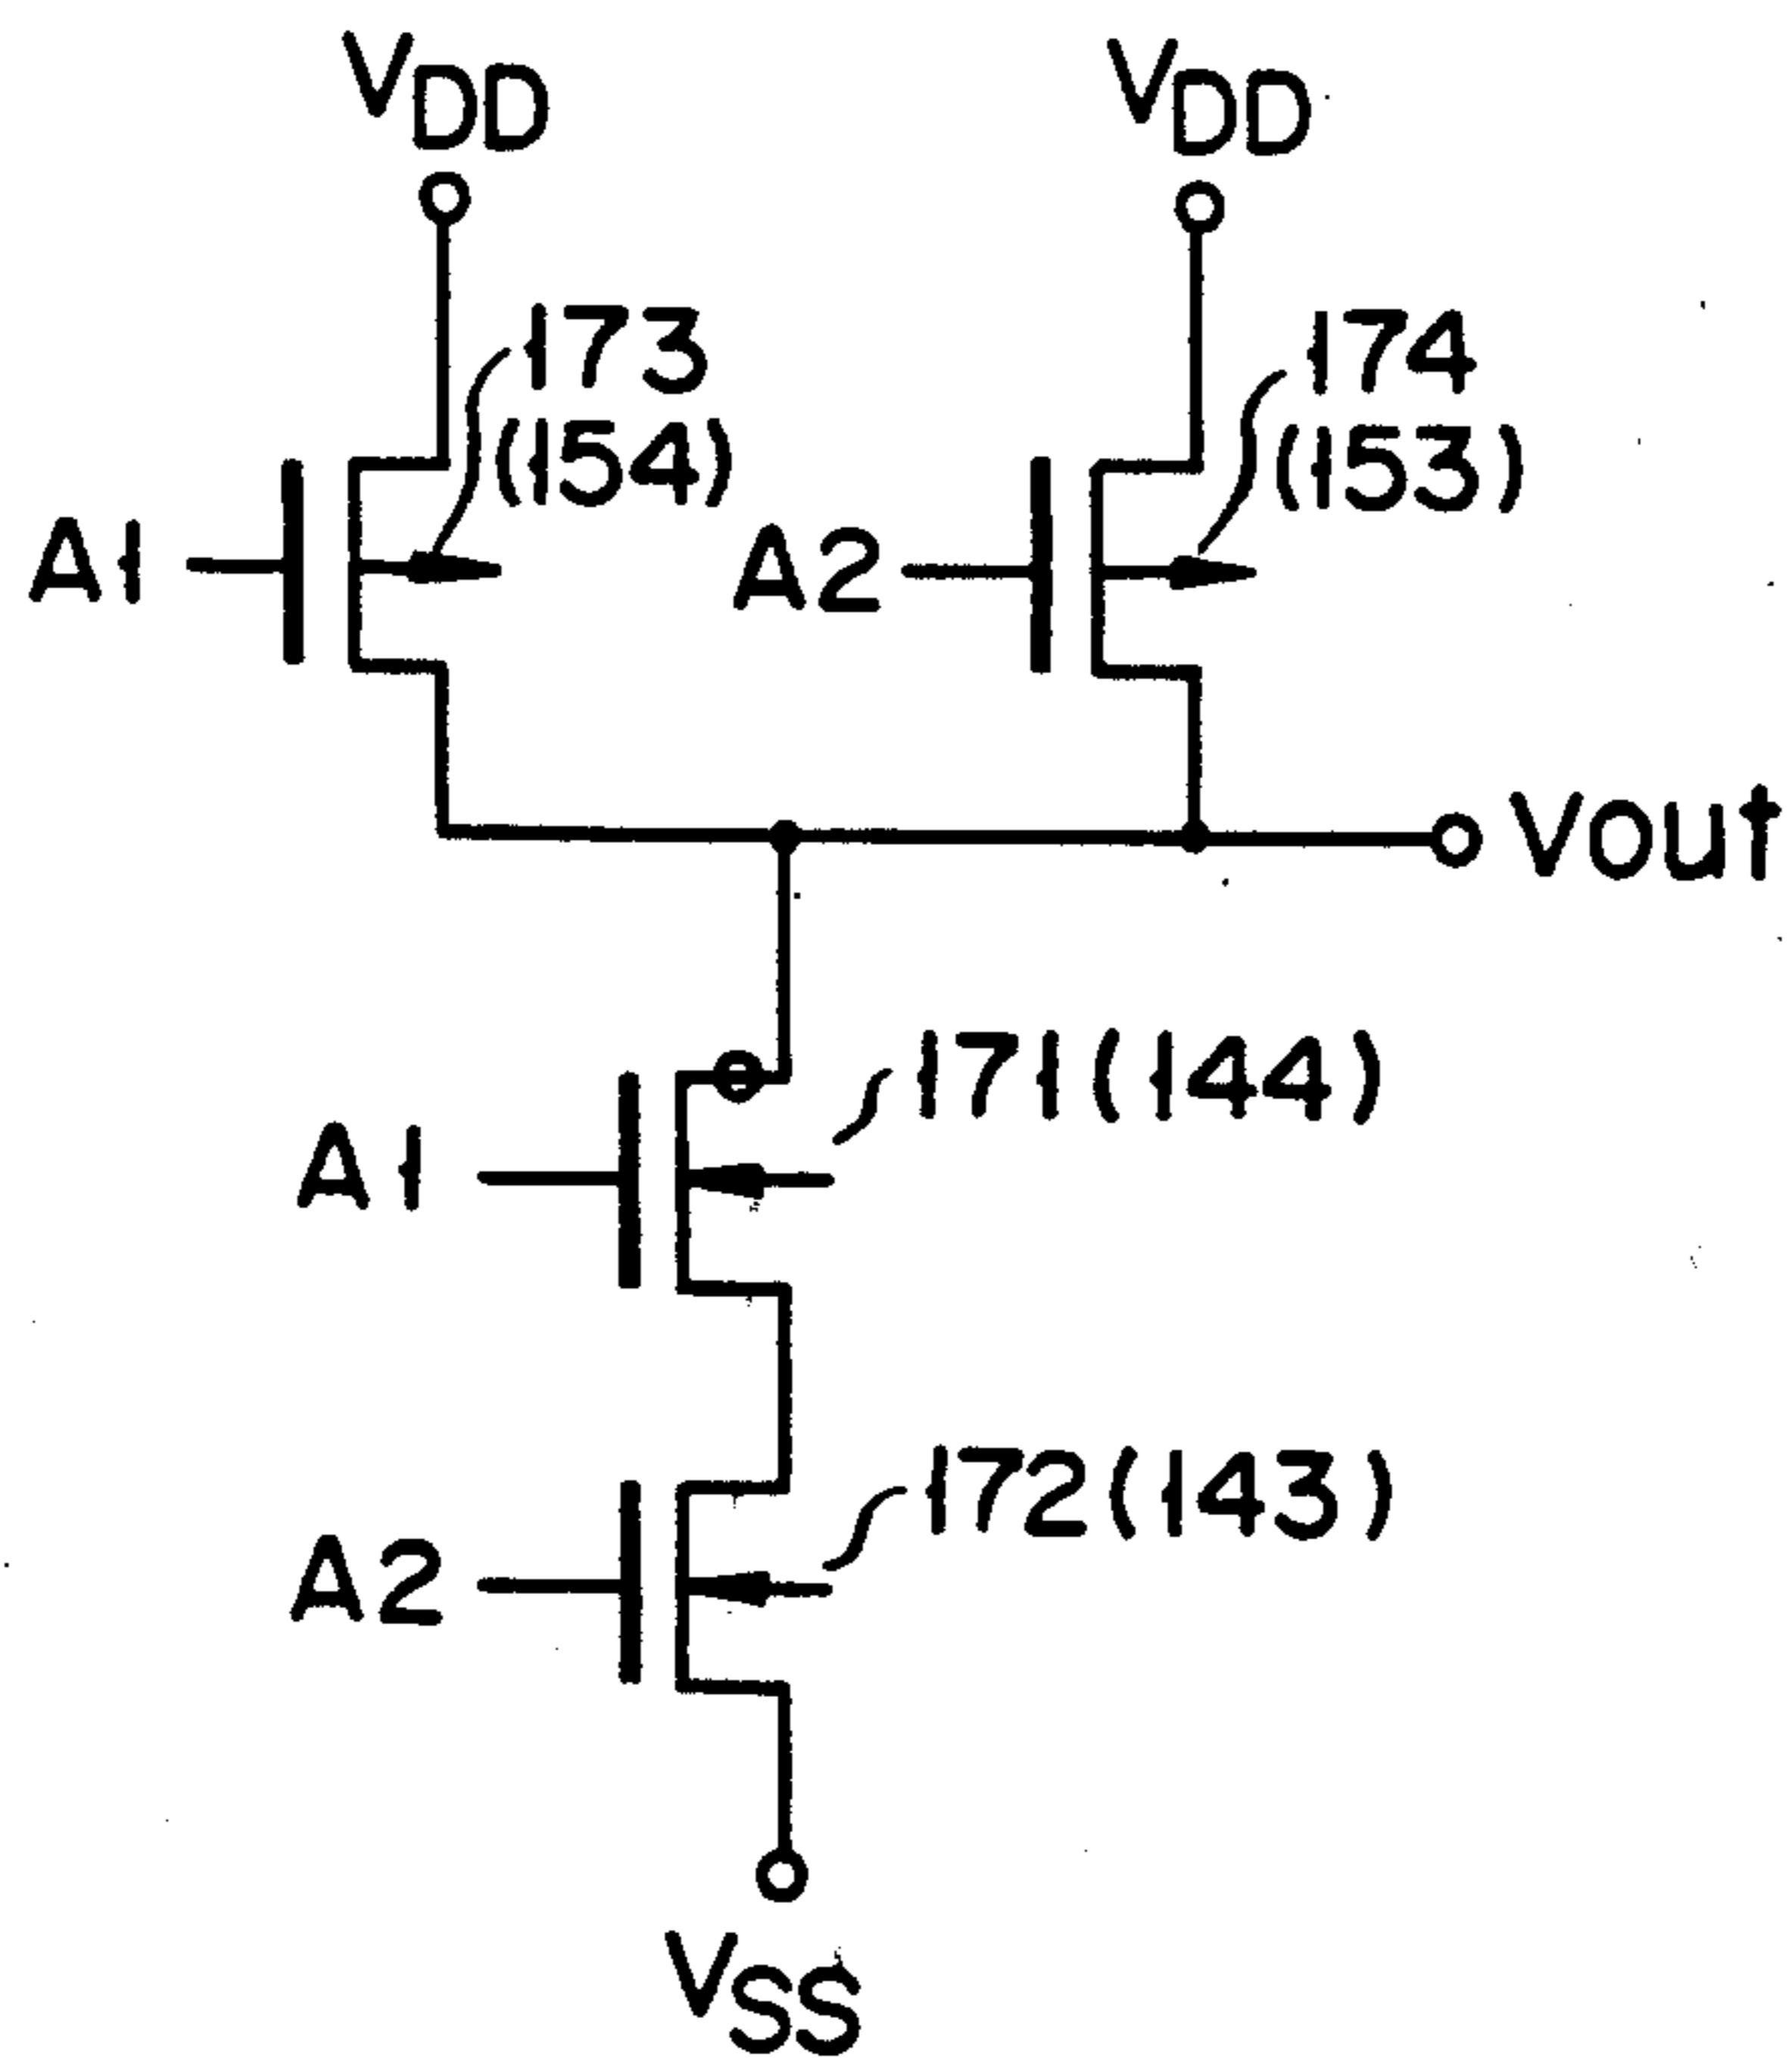 VDD
VDD
173
(154)
174
(153)
A1
A2
Vout
171(144)
A1
172(143)
A2
VSS